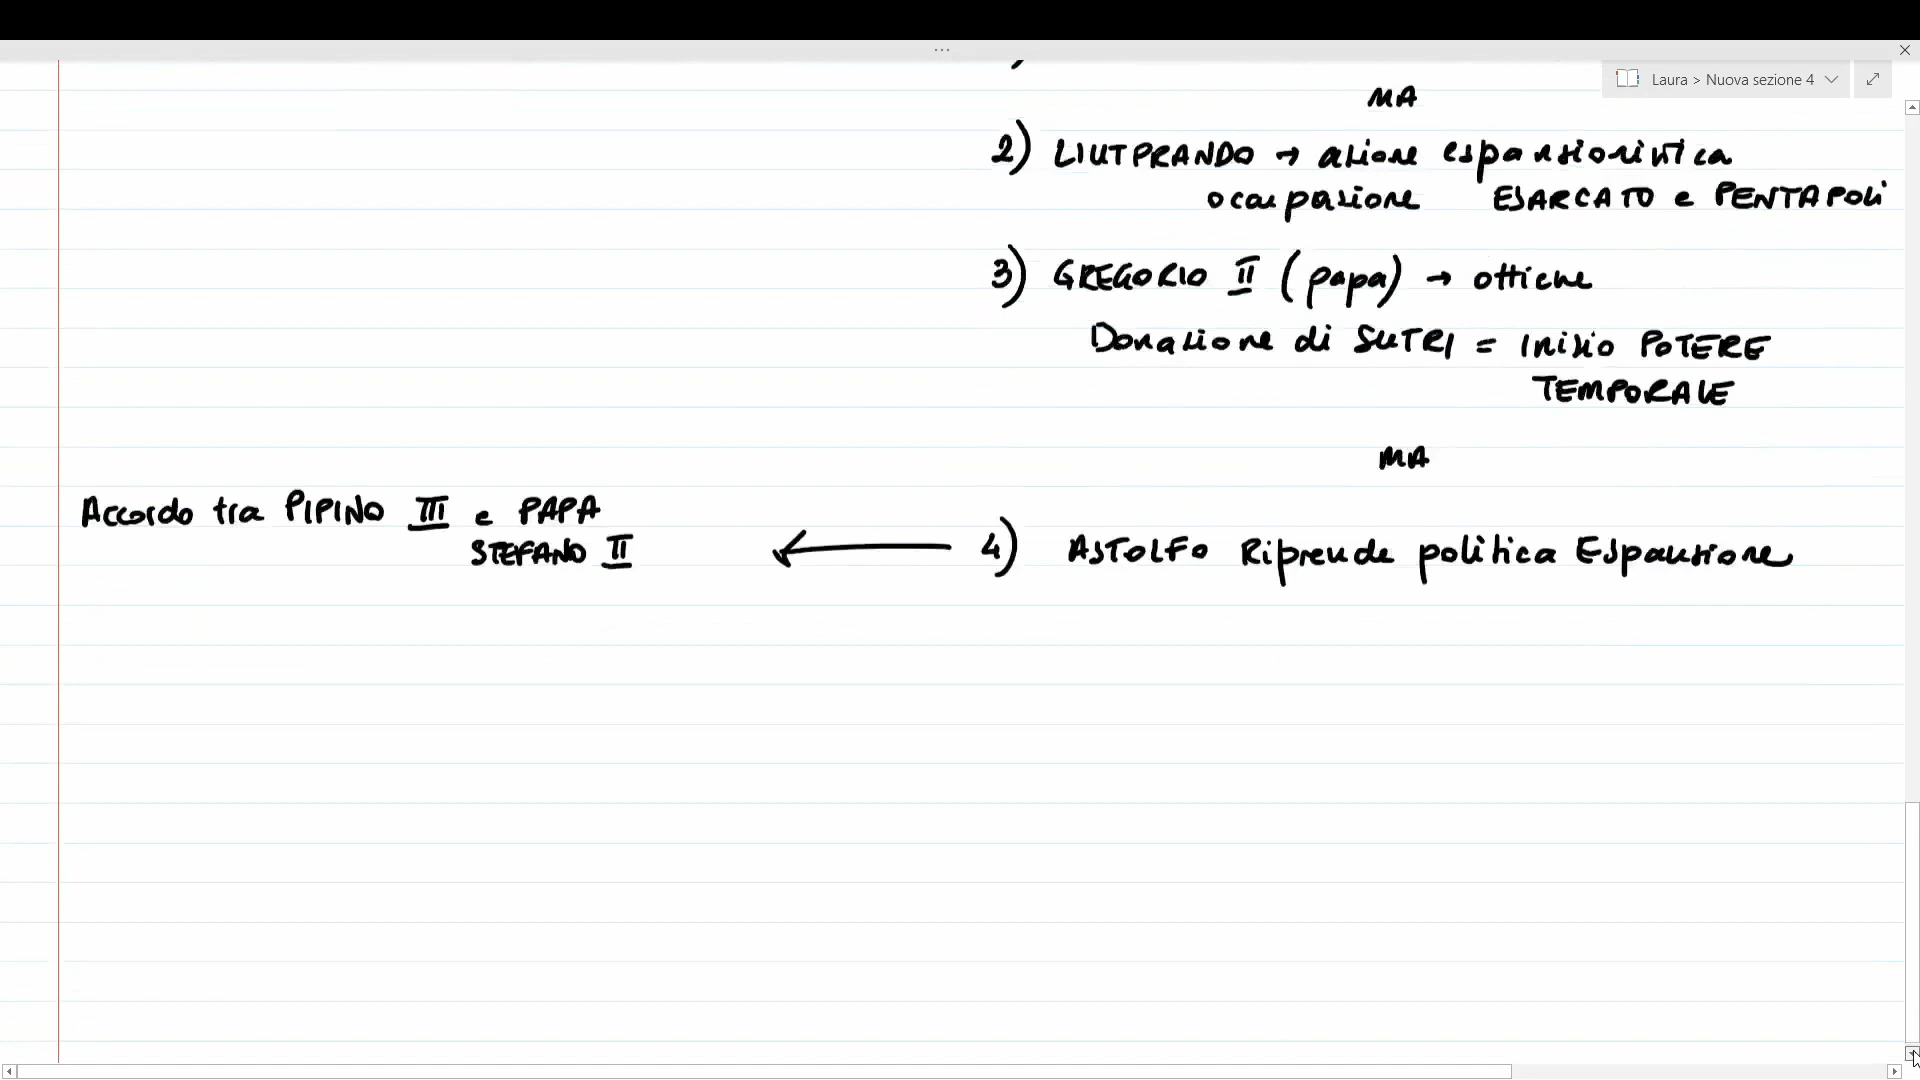 ...
Laura > Nuova sezione 4
MA
2) LIUTPRANDO → azione espansionistica
occupazione ESARCATO e PENTAPOLI
3) GREGORIO II (papa) → ottiene
Donazione di SUTRI = inizio POTERE
TEMPORALE
MA
Accordo tra PIPINO III e PAPA
STEFANO II ← 4) ASTOLFO Riprende politica Espansione